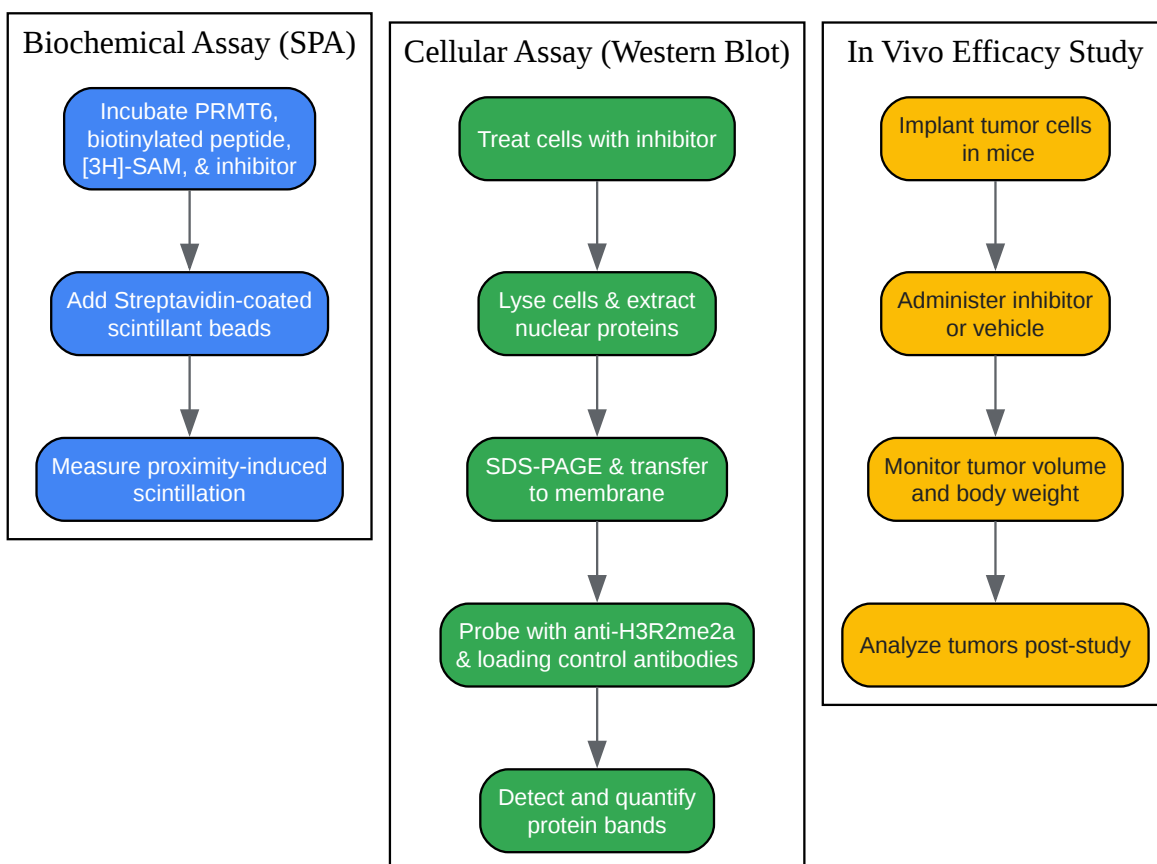 Biochemical Assay (SPA)
Incubate PRMT6,
biotinylated peptide,
[3H]-SAM, & inhibitor
Add Streptavidin-coated
scintillant beads
Measure proximity-induced
scintillation
Cellular Assay (Western Blot)
Treat cells with inhibitor
Lyse cells & extract
nuclear proteins
SDS-PAGE & transfer
to membrane
Probe with anti-H3R2me2a
& loading control antibodies
Detect and quantify
protein bands
In Vivo Efficacy Study
Implant tumor cells
in mice
Administer inhibitor
or vehicle
Monitor tumor volume
and body weight
Analyze tumors post-study